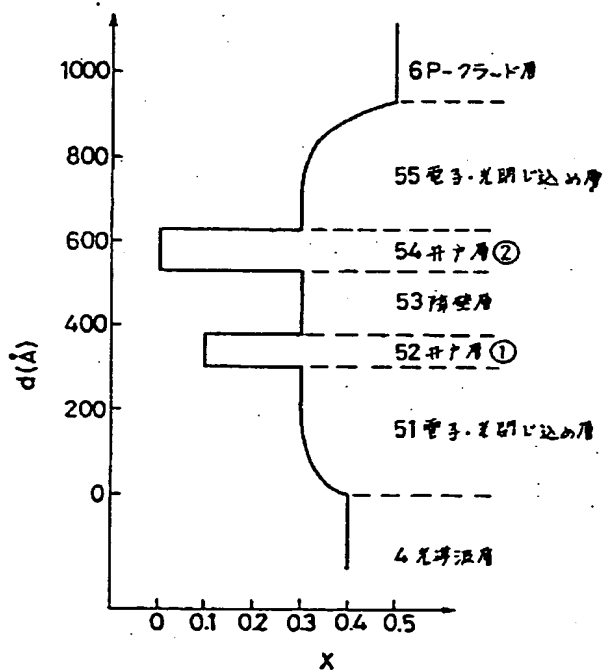 1000
6 P-クラッド層
800
55 電子・光閉じ込め層
600
54 井戸層②
53 障壁層
400
52 井戸層①
d(Å)
200
51 電子・光閉じ込め層
0
4 光導波層
0 0.1 0.2 0.3 0.4 0.5
X